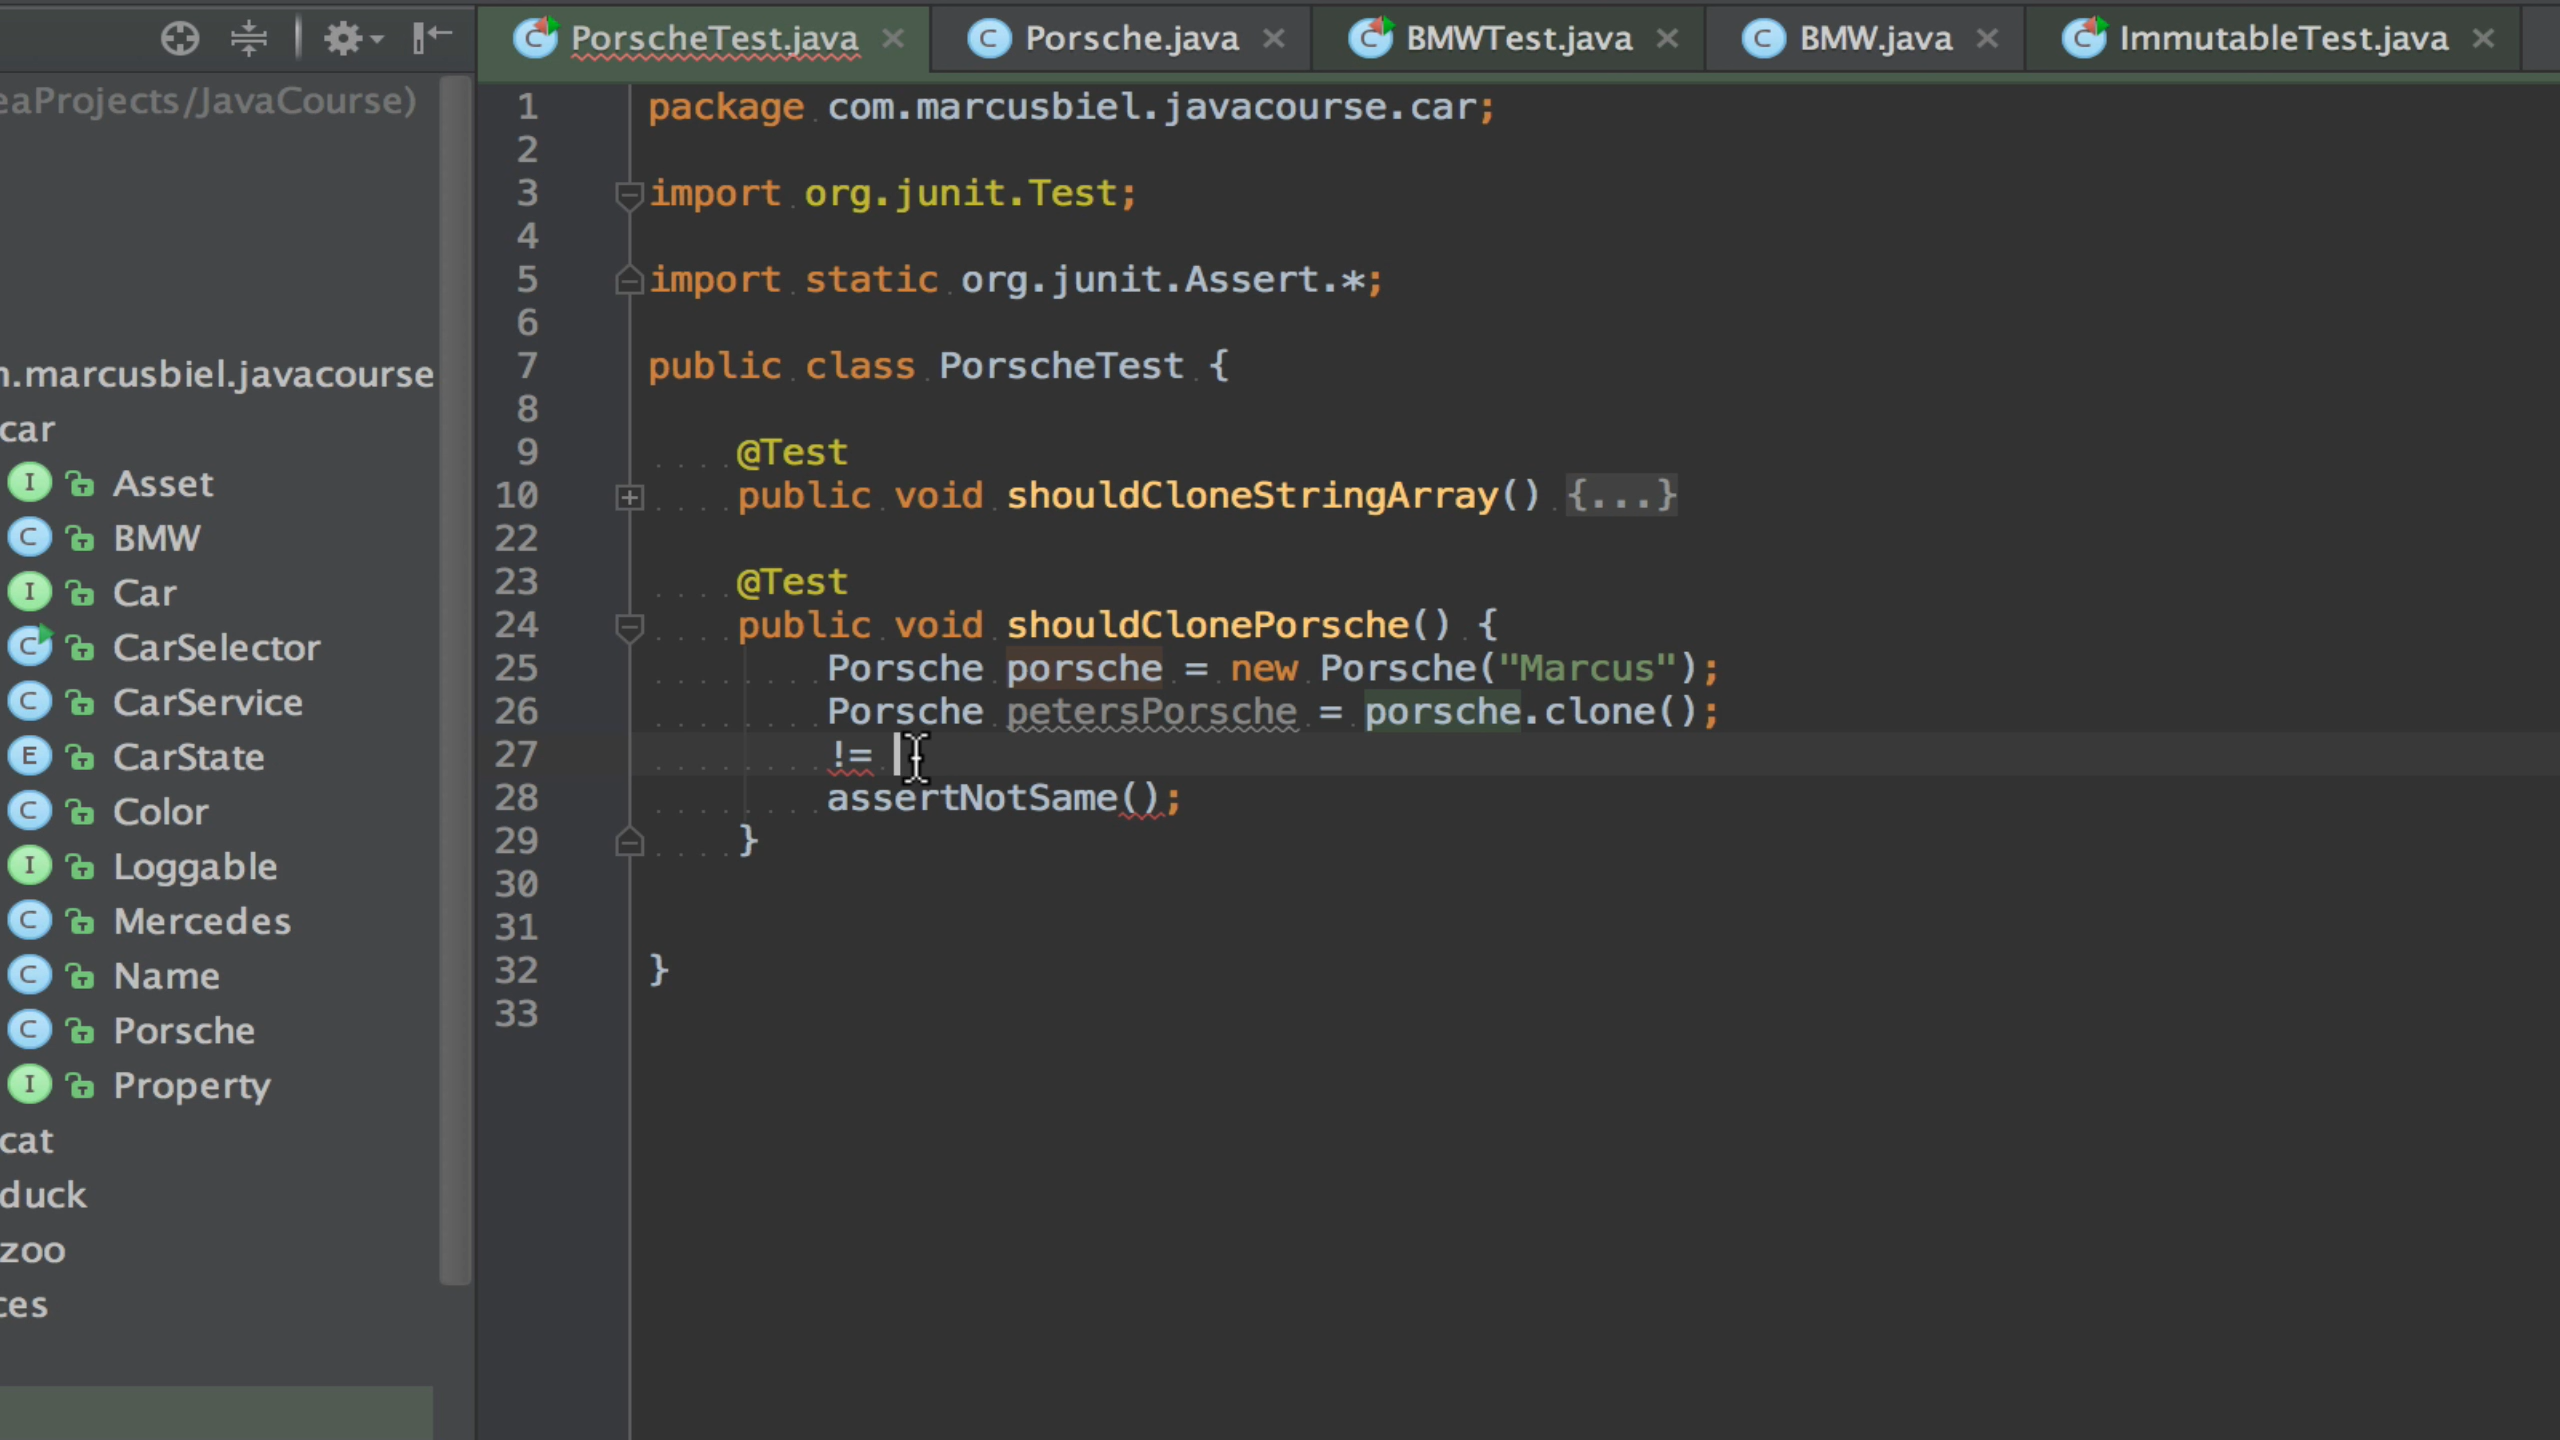 PorscheTest.java Porsche.java BMWTest.java BMW.java ImmutableTest.java
eaProjects/JavaCourse)
.marcusbiel.javacourse
car
I Asset
C BMW
I Car
C CarSelector
C CarService
E CarState
C Color
I Loggable
C Mercedes
C Name
C Porsche
I Property
cat
duck
zoo
ces
1 package com.marcusbiel.javacourse.car;
2
3 import org.junit.Test;
4
5 import static org.junit.Assert.*;
6
7 public class PorscheTest {
8
9 @Test
10 public void shouldCloneStringArray() {...}
22
23 @Test
24 public void shouldClonePorsche() {
25 Porsche porsche = new Porsche("Marcus");
26 Porsche petersPorsche = porsche.clone();
27 !=
28 assertNotSame();
29 }
30
31
32 }
33